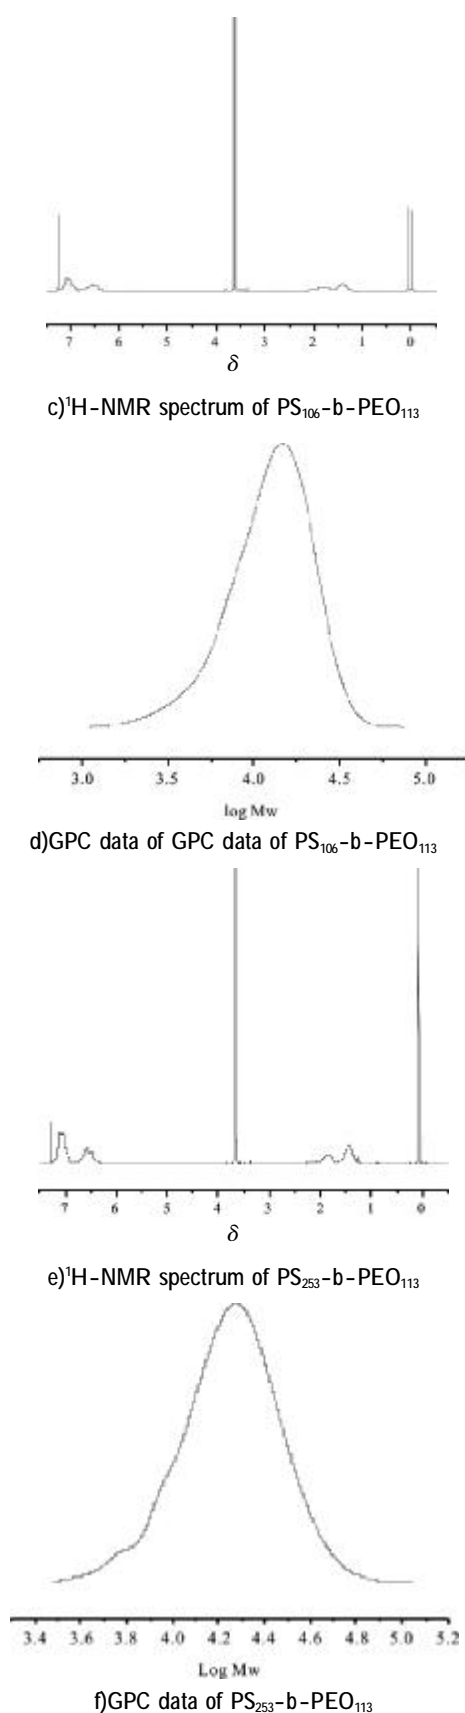 7 6 5 4 3 2 1 0
δ
c)¹H-NMR spectrum of PS₁₀₆-b-PEO₁₁₃
3.0 3.5 4.0 4.5 5.0
log Mw
d)GPC data of GPC data of PS₁₀₆-b-PEO₁₁₃
7 6 5 4 3 2 1 0
δ
e)¹H-NMR spectrum of PS₂₅₃-b-PEO₁₁₃
3.4 3.6 3.8 4.0 4.2 4.4 4.6 4.8 5.0 5.2
Log Mw
f)GPC data of PS₂₅₃-b-PEO₁₁₃